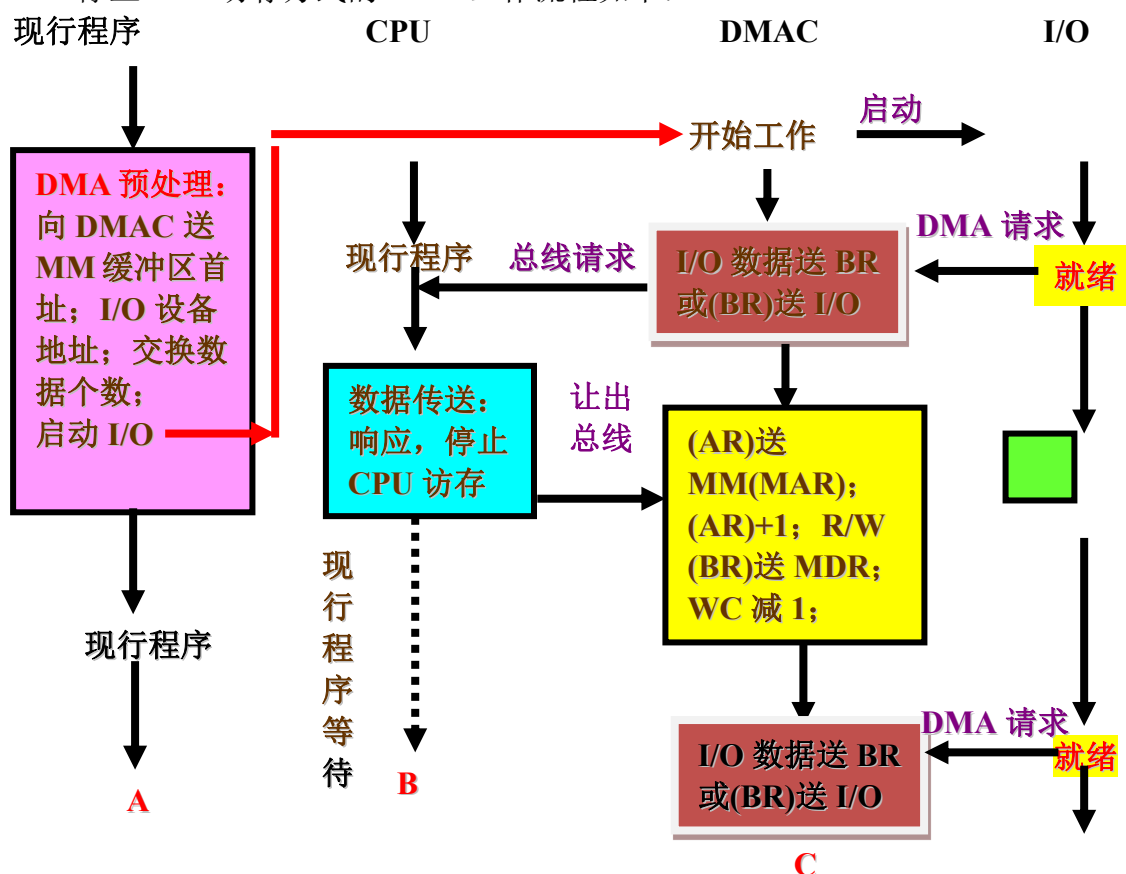 现行程序
CPU
DMAC
I/O
启动
开始工作
DMA 预处理：
向 DMAC 送
MM 缓冲区首
址；I/O 设备
地址；交换数
据个数；
启动 I/O
现行程序
A
现行程序
总线请求
I/O 数据送 BR
或(BR)送 I/O
DMA 请求
就绪
数据传送：
响应，停止
CPU 访存
让出
总线
(AR)送
MM(MAR)；
(AR)+1；R/W
(BR)送 MDR；
WC 减 1；
现
行
程
序
等
待
B
I/O 数据送 BR
或(BR)送 I/O
DMA 请求
就绪
C